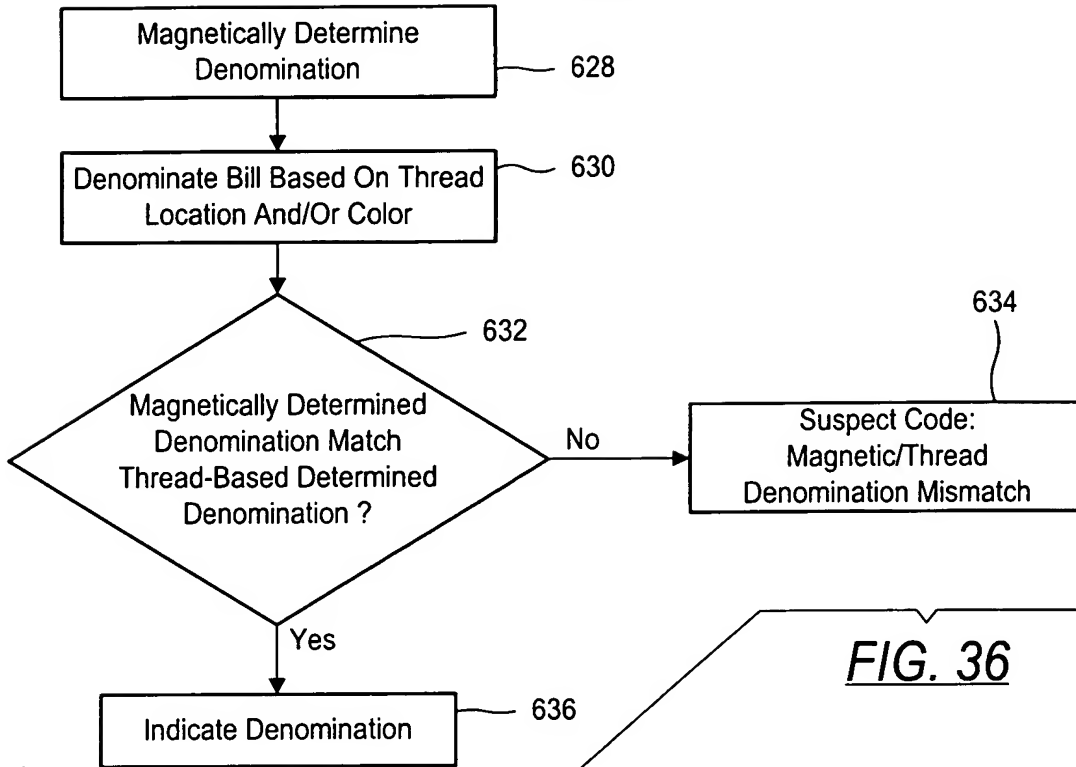 Magnetically Determine
Denomination
628
Denominate Bill Based On Thread
Location And/Or Color
630
632
Magnetically Determined
Denomination Match
Thread-Based Determined
Denomination ?
No
634
Suspect Code:
Magnetic/Thread
Denomination Mismatch
Yes
Indicate Denomination
636
FIG. 36